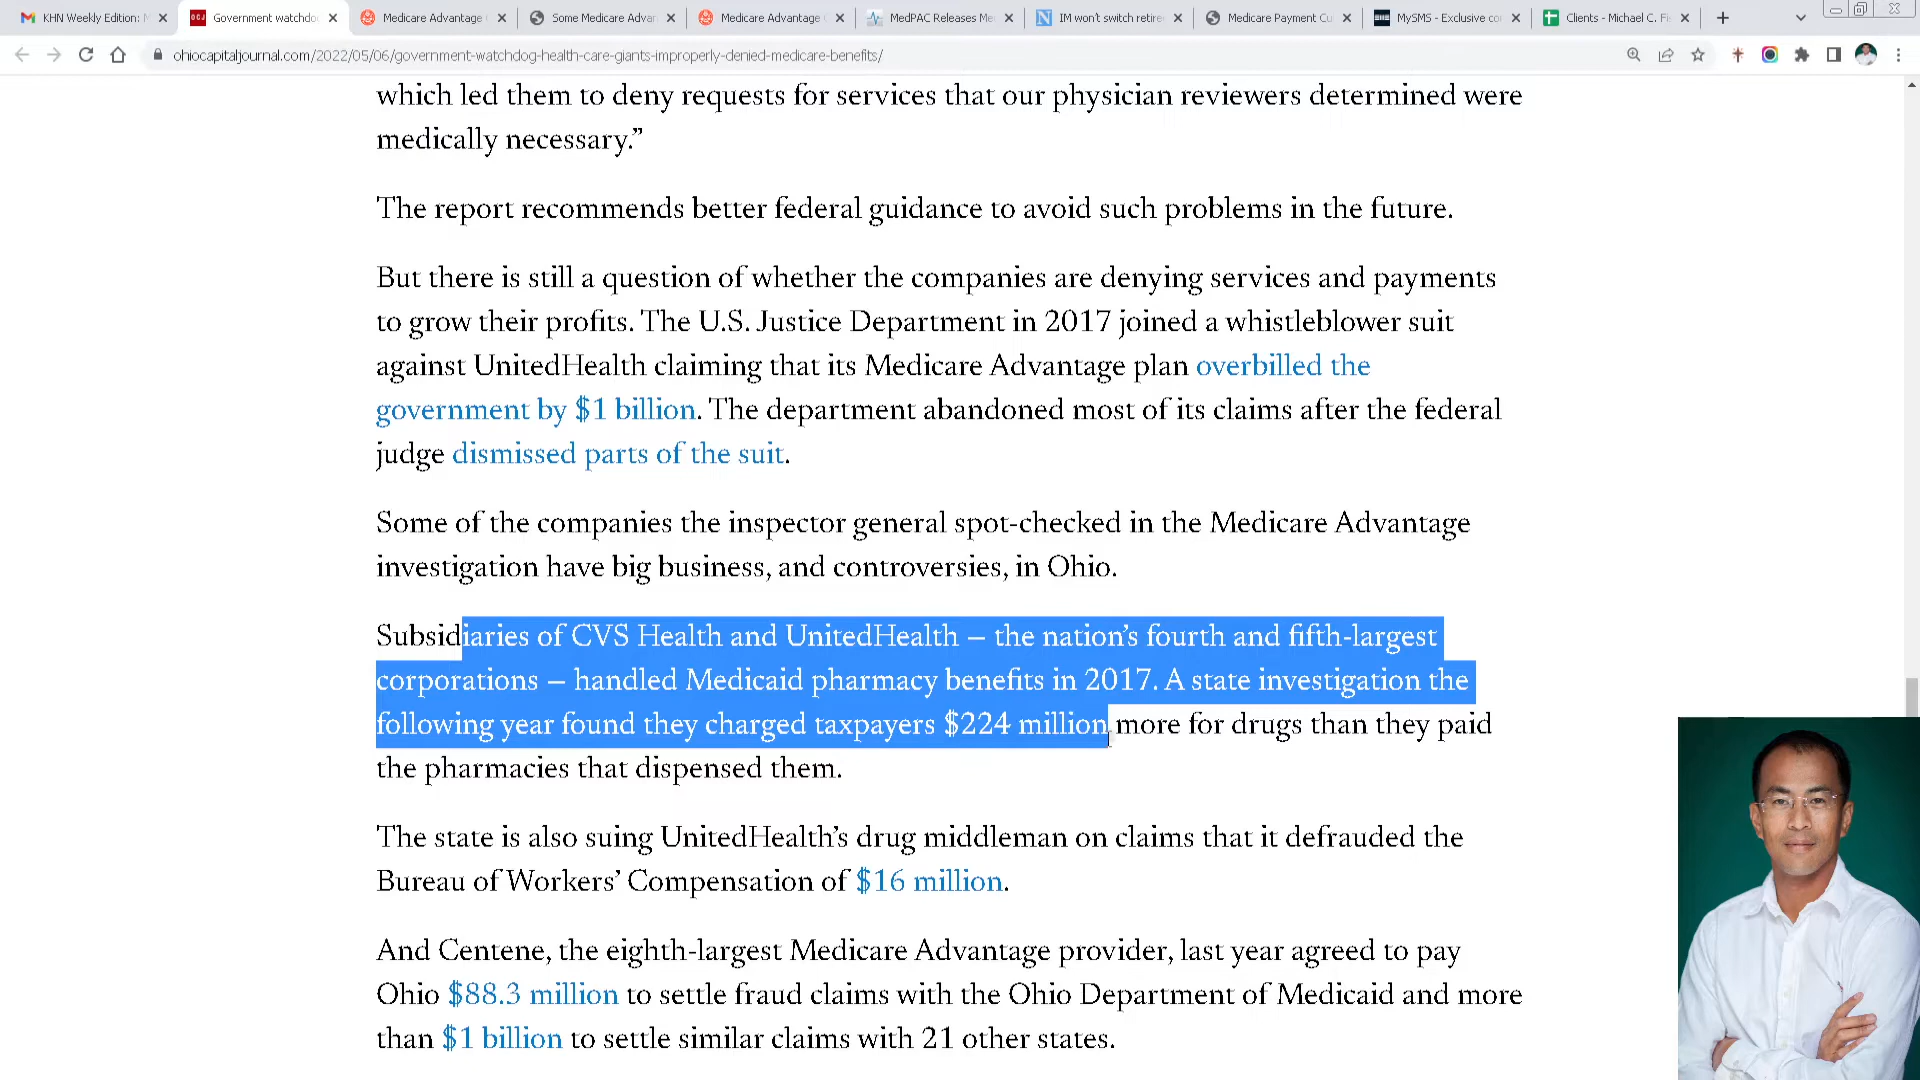 KHN Weekly Edition: M
Government watchdo
Medicare Advantage
Some Medicare Advan
Medicare Advantage
MedPAC Releases Me
IM won't switch retire
Medicare Payment Cu
MySMS - Exclusive co
Clients - Michael C. Fi
ohiocapitaljournal.com/2022/05/06/government-watchdog-health-care-giants-improperly-denied-medicare-benefits/
which led them to deny requests for services that our physician reviewers determined were
medically necessary.”
The report recommends better federal guidance to avoid such problems in the future.
But there is still a question of whether the companies are denying services and payments
to grow their profits. The U.S. Justice Department in 2017 joined a whistleblower suit
against UnitedHealth claiming that its Medicare Advantage plan overbilled the
government by $1 billion. The department abandoned most of its claims after the federal
judge dismissed parts of the suit.
Some of the companies the inspector general spot-checked in the Medicare Advantage
investigation have big business, and controversies, in Ohio.
Subsidiaries of CVS Health and UnitedHealth — the nation’s fourth and fifth-largest
corporations — handled Medicaid pharmacy benefits in 2017. A state investigation the
following year found they charged taxpayers $224 million more for drugs than they paid
the pharmacies that dispensed them.
The state is also suing UnitedHealth’s drug middleman on claims that it defrauded the
Bureau of Workers’ Compensation of $16 million.
And Centene, the eighth-largest Medicare Advantage provider, last year agreed to pay
Ohio $88.3 million to settle fraud claims with the Ohio Department of Medicaid and more
than $1 billion to settle similar claims with 21 other states.